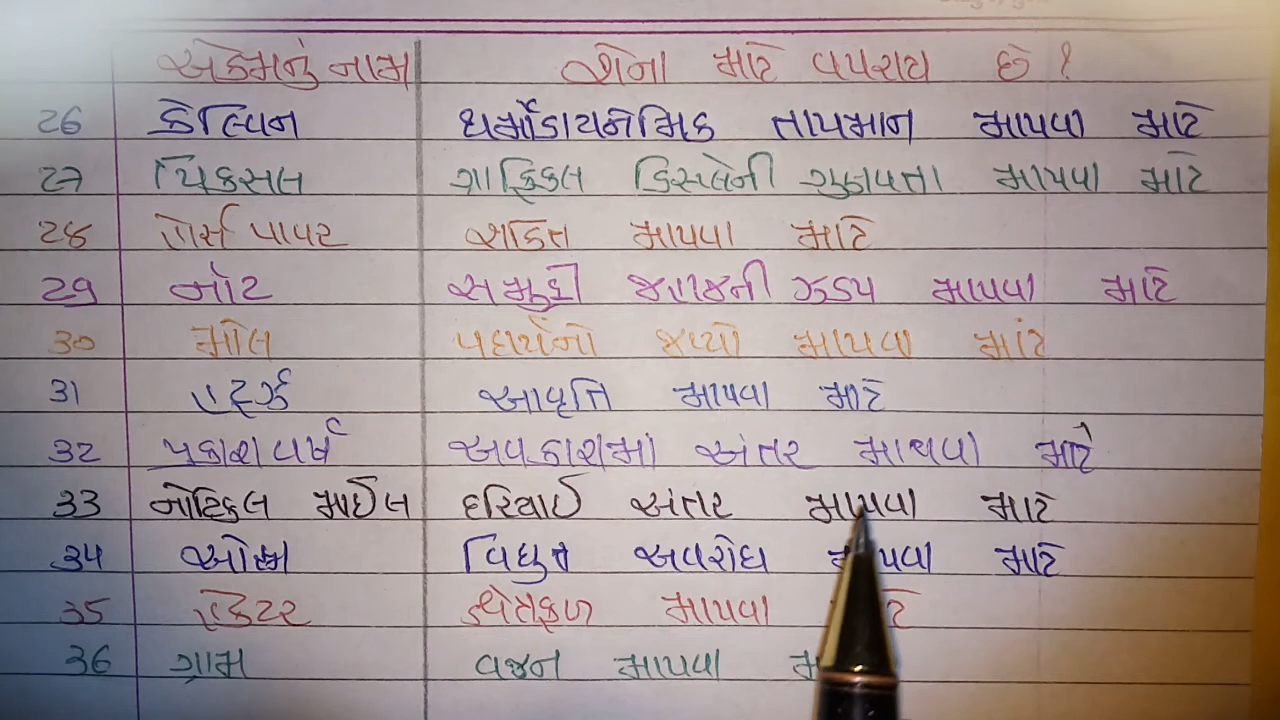 એકમનું નામ શેના માટે વપરાય છે ?
26 કેલ્વિન થર્મોડાયનેમિક તાપમાન માપવા માટે
27 પિકસલ ગ્રાફિકલ ડિસ્પ્લેની ગુણવત્તા માપવા માટે
28 હોર્સ પાવર શકિત માપવા માટે
29 નોટ સમુદ્રી જહાજની ઝડપ માપવા માટે
30 મોલ પદાર્થનો જથ્થો માપવા માટે
31 હર્ટ્ઝ આવૃત્તિ માપવા માટે
32 પ્રકાશ વર્ષ અવકાશમાં અંતર માપવા માટે
33 નોટિકલ માઈલ દરિયાઈ અંતર માપવા માટે
34 ઓહ્મ વિદ્યુત અવરોધ માપવા માટે
35 હેક્ટર ક્ષેત્રફળ માપવા
36 ગ્રામ વજન માપવા